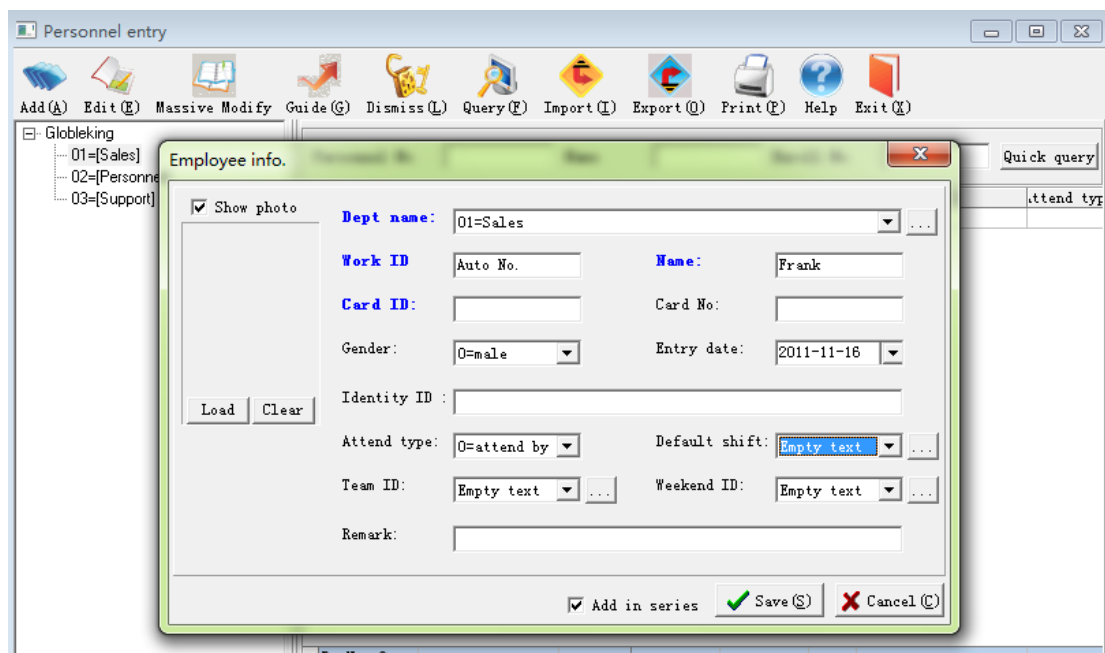 Personnel entry
Add(A) Edit(E) Massive Modify Guide(G) Dismiss(L) Query(F) Import(I) Export(O) Print(P) Help Exit(X)
Globleking
01=[Sales]
02=[Personne
03=[Support]
Quick query
ttend typ
Employee info.
Show photo
Dept name: 01=Sales ...
Work ID Auto No. Name: Frank
Card ID: Card No:
Gender: 0=male Entry date: 2011-11-16
Load Clear
Identity ID :
Attend type: 0=attend by Default shift: Empty text ...
Team ID: Empty text ... Weekend ID: Empty text ...
Remark:
Add in series Save(S) Cancel(C)